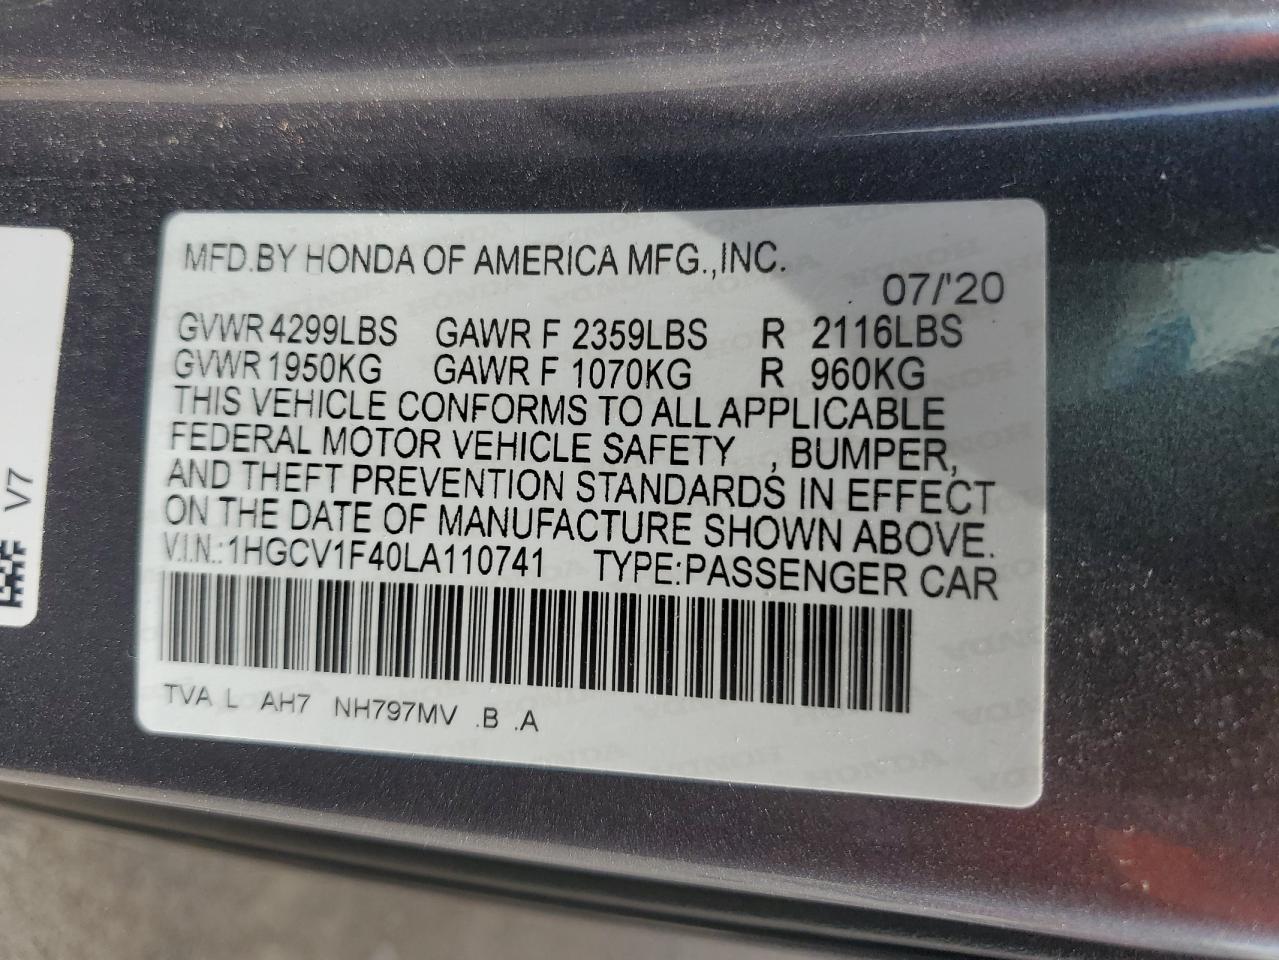 MFD.BY HONDA OF AMERICA MFG.,INC.
07/'20
GVWR 4299LBS GAWR F 2359LBS R 2116LBS
GVWR 1950KG GAWR F 1070KG R 960KG
THIS VEHICLE CONFORMS TO ALL APPLICABLE
FEDERAL MOTOR VEHICLE SAFETY , BUMPER,
AND THEFT PREVENTION STANDARDS IN EFFECT
ON THE DATE OF MANUFACTURE SHOWN ABOVE.
V.I.N.:1HGCV1F40LA110741 TYPE:PASSENGER CAR
TVA L AH7 NH797MV .B .A
V7